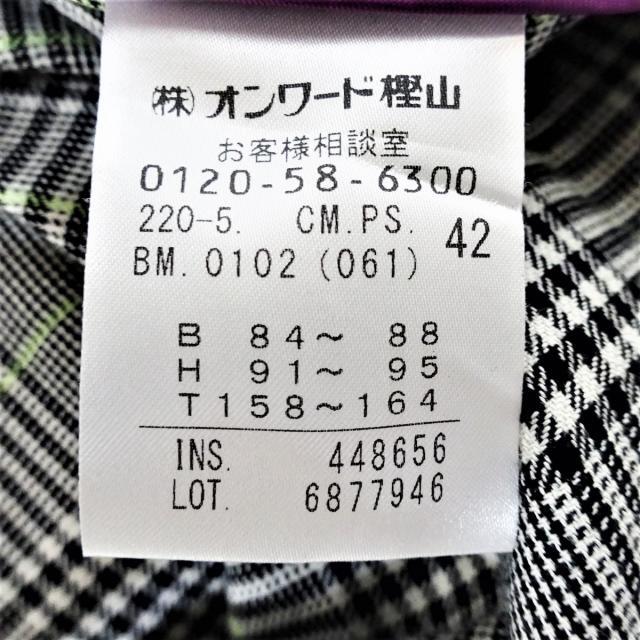 (株)オンワード樫山
お客様相談室
0120-58-6300
220-5. CM.PS. 42
BM.0102(061)
B 84〜 88
H 91〜 95
T158〜164
INS. 448656
LOT. 6877946